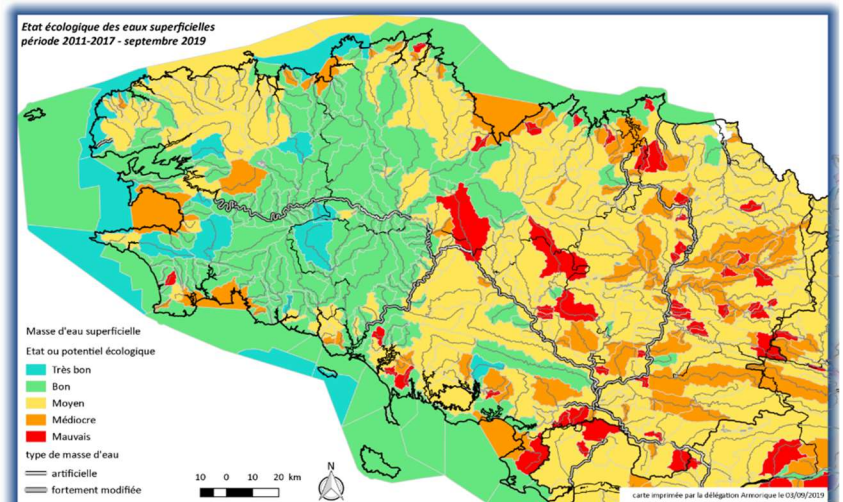 Etat écologique des eaux superficielles
période 2011-2017 - septembre 2019
Masse d'eau superficielle
Etat ou potentiel écologique
Très bon
Bon
Moyen
Médiocre
Mauvais
type de masse d'eau
artificielle
fortement modifiée
10 0 10 20 km
N
carte imprimée par la délégation Armorique le 03/09/2019